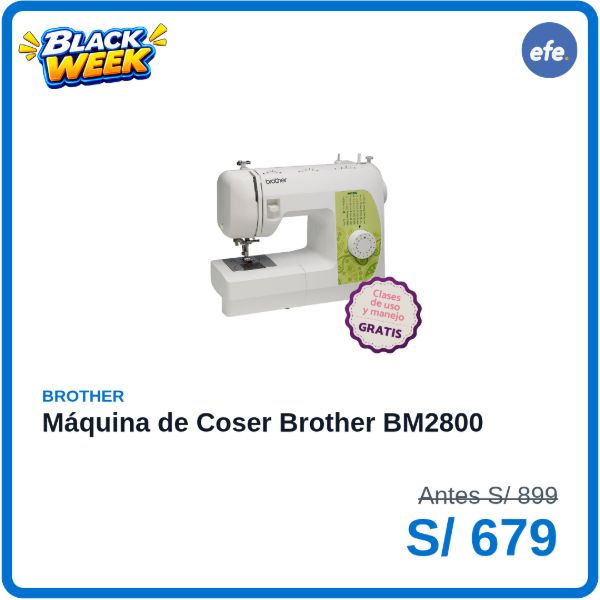 BLACK
WEEK
efe.
brother
Clases
de uso
y manejo
GRATIS
BROTHER
Máquina de Coser Brother BM2800
Antes S/ 899
S/ 679